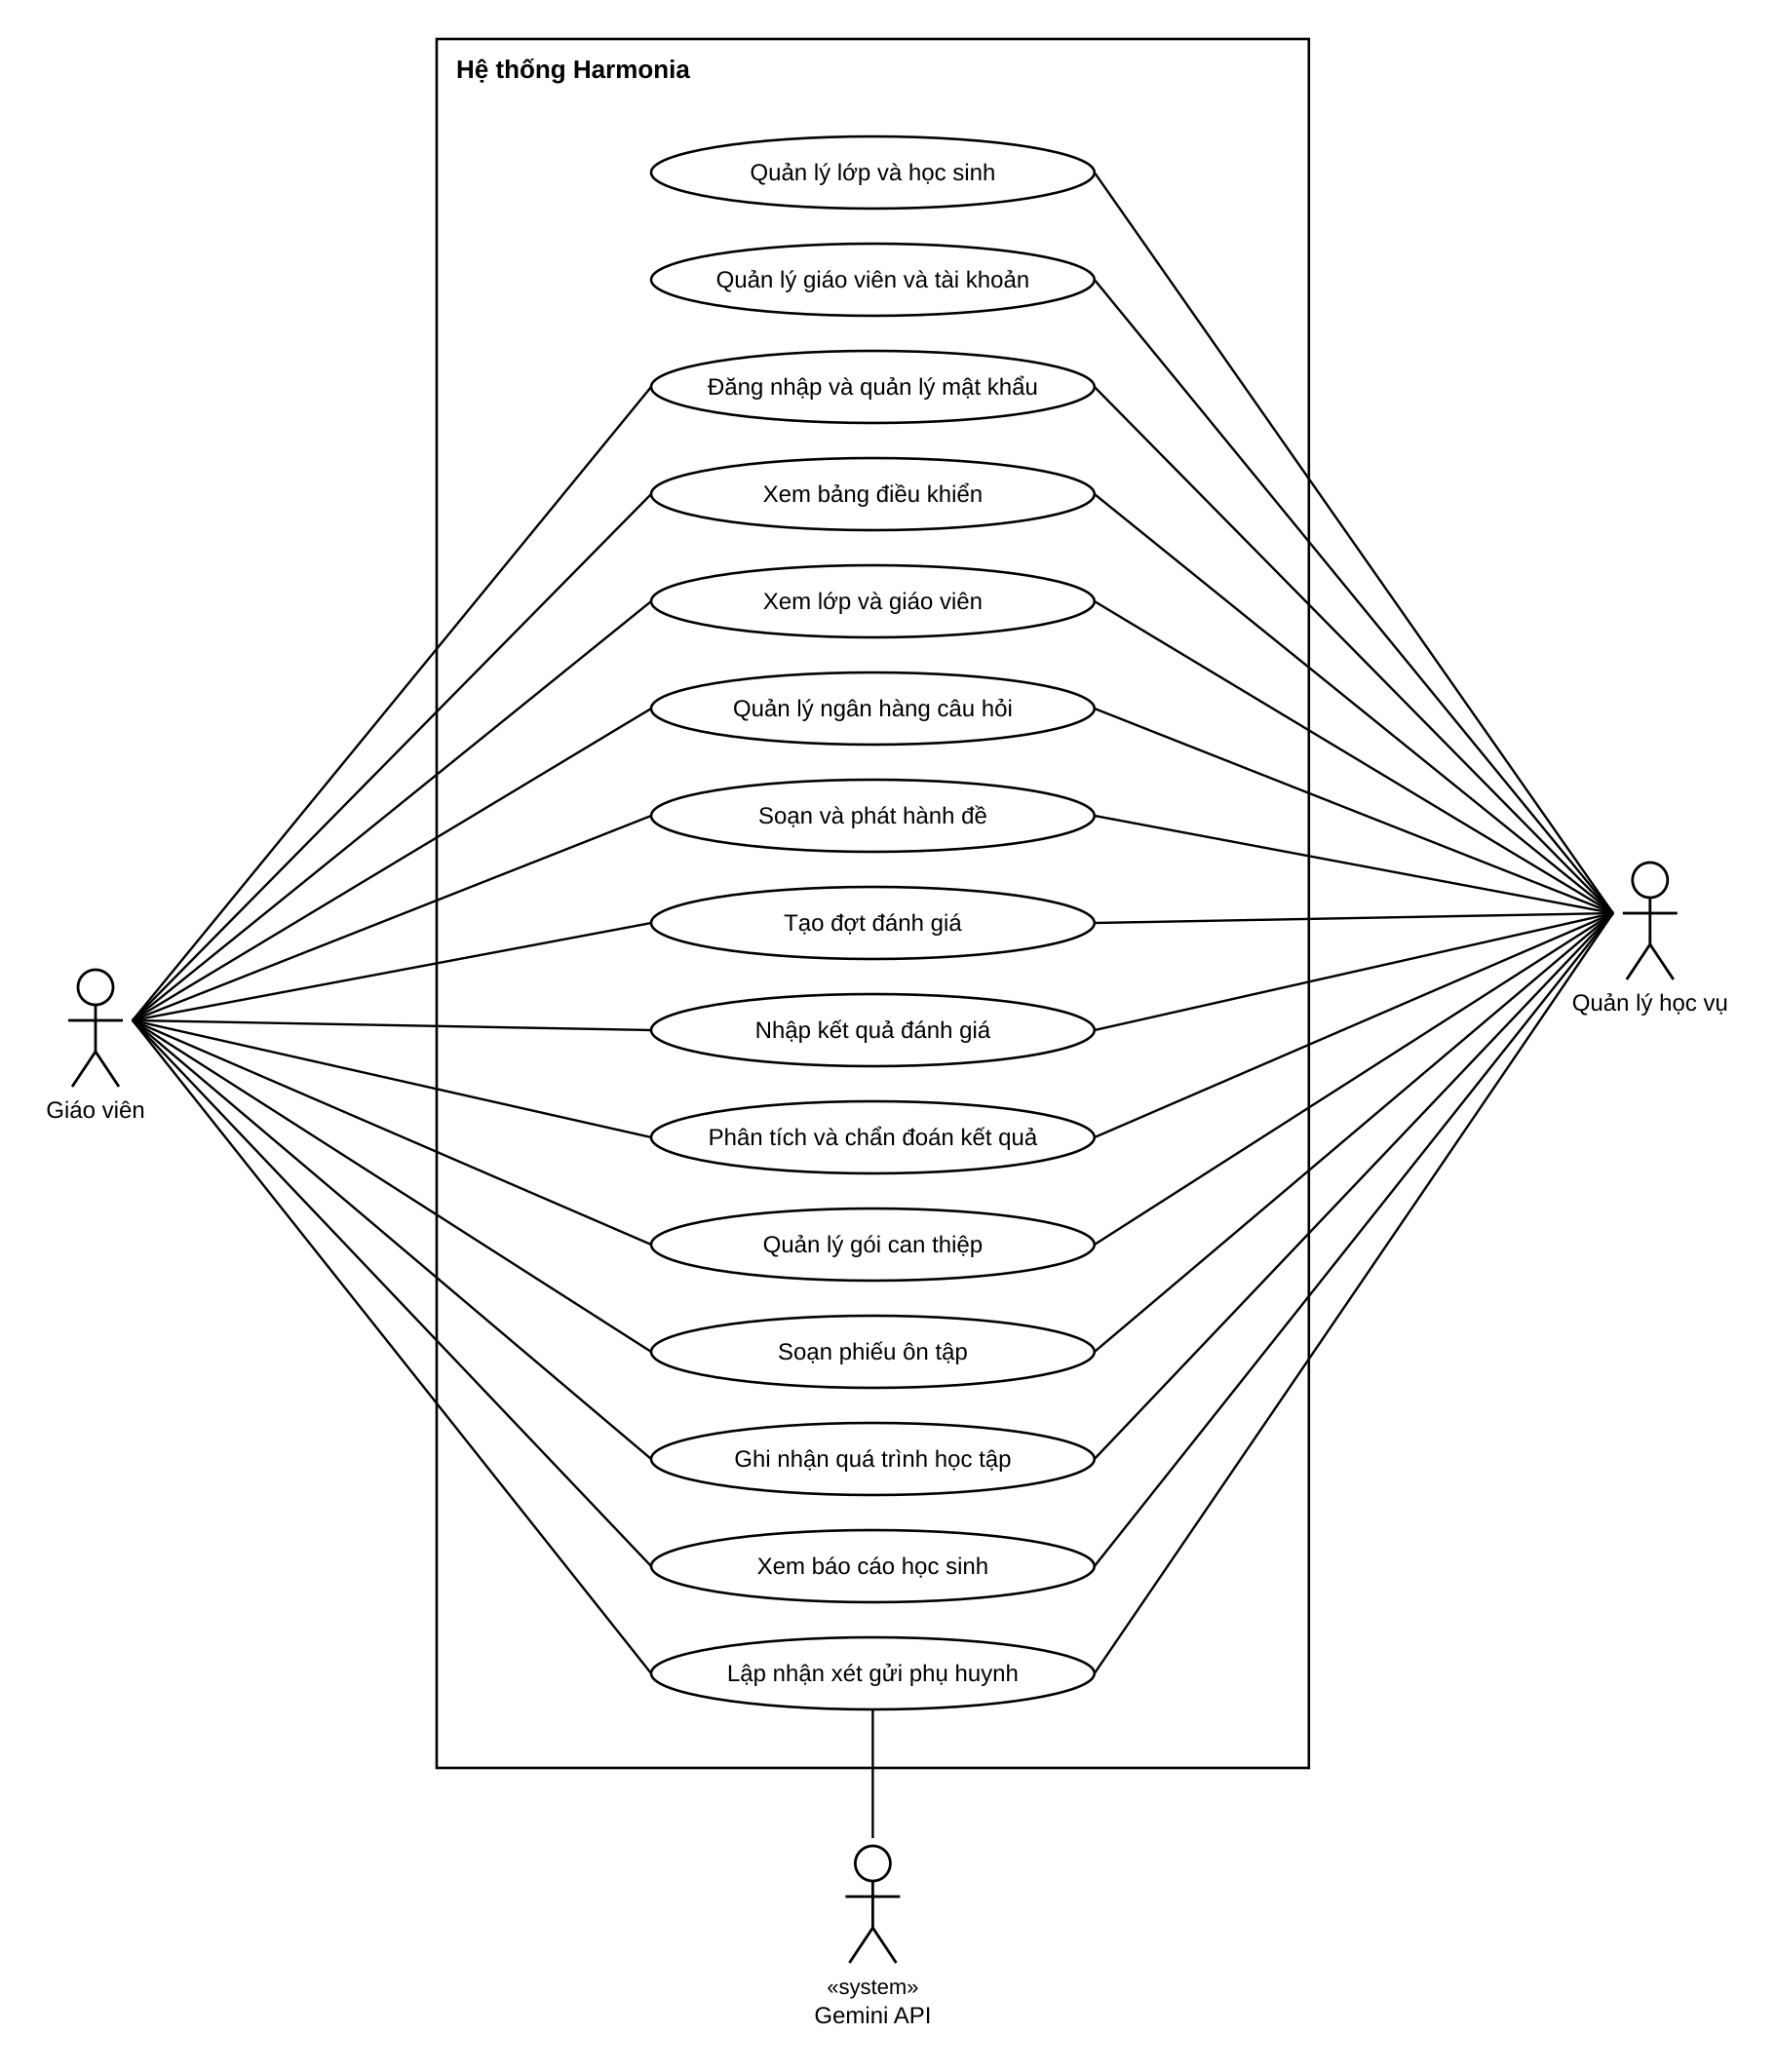 Hệ thống Harmonia
Quản lý lớp và học sinh
Quản lý giáo viên và tài khoản
Đăng nhập và quản lý mật khẩu
Xem bảng điều khiển
Xem lớp và giáo viên
Quản lý ngân hàng câu hỏi
Soạn và phát hành đề
Tạo đợt đánh giá
Nhập kết quả đánh giá
Phân tích và chẩn đoán kết quả
Quản lý gói can thiệp
Soạn phiếu ôn tập
Ghi nhận quá trình học tập
Xem báo cáo học sinh
Lập nhận xét gửi phụ huynh
Giáo viên
Quản lý học vụ
«system»
Gemini API